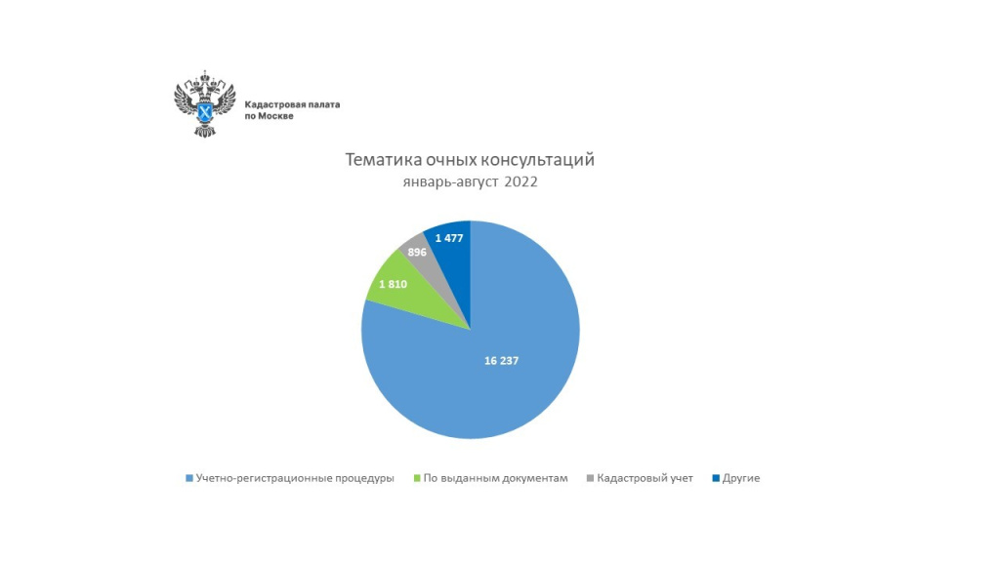 Кадастровая палата
по Москве
Тематика очных консультаций
январь-август 2022
1 477
896
1 810
16 237
Учетно-регистрационные процедуры По выданным документам Кадастровый учет Другие